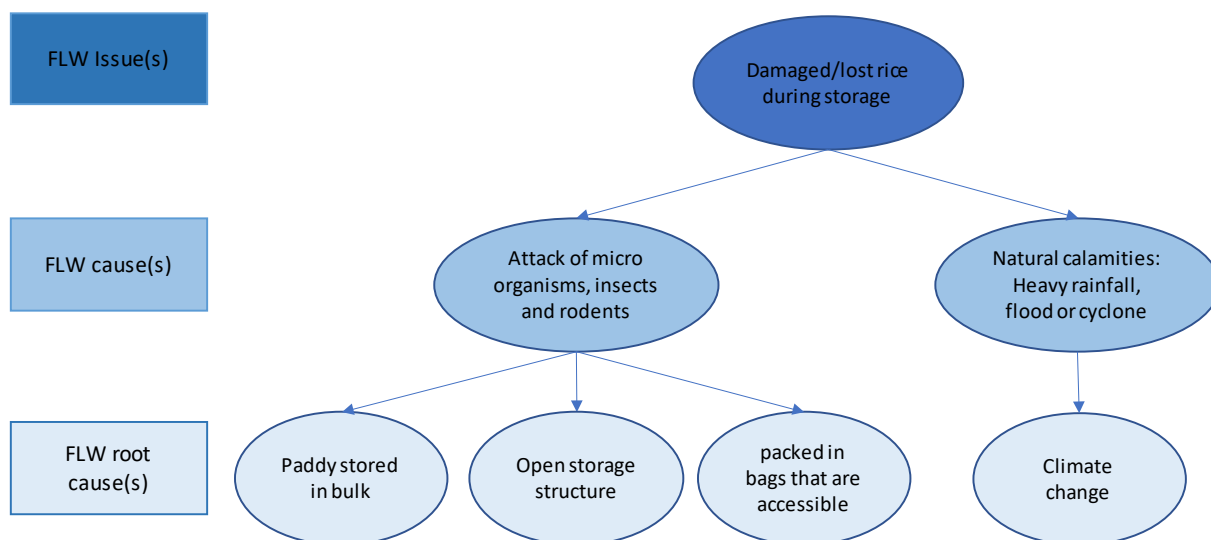 FLW Issue(s)
Damaged/lost rice
during storage
FLW cause(s)
Attack of micro
organisms, insects
and rodents
Natural calamities:
Heavy rainfall,
flood or cyclone
FLW root
cause(s)
Paddy stored
in bulk
Open storage
structure
packed in
bags that are
accessible
Climate
change